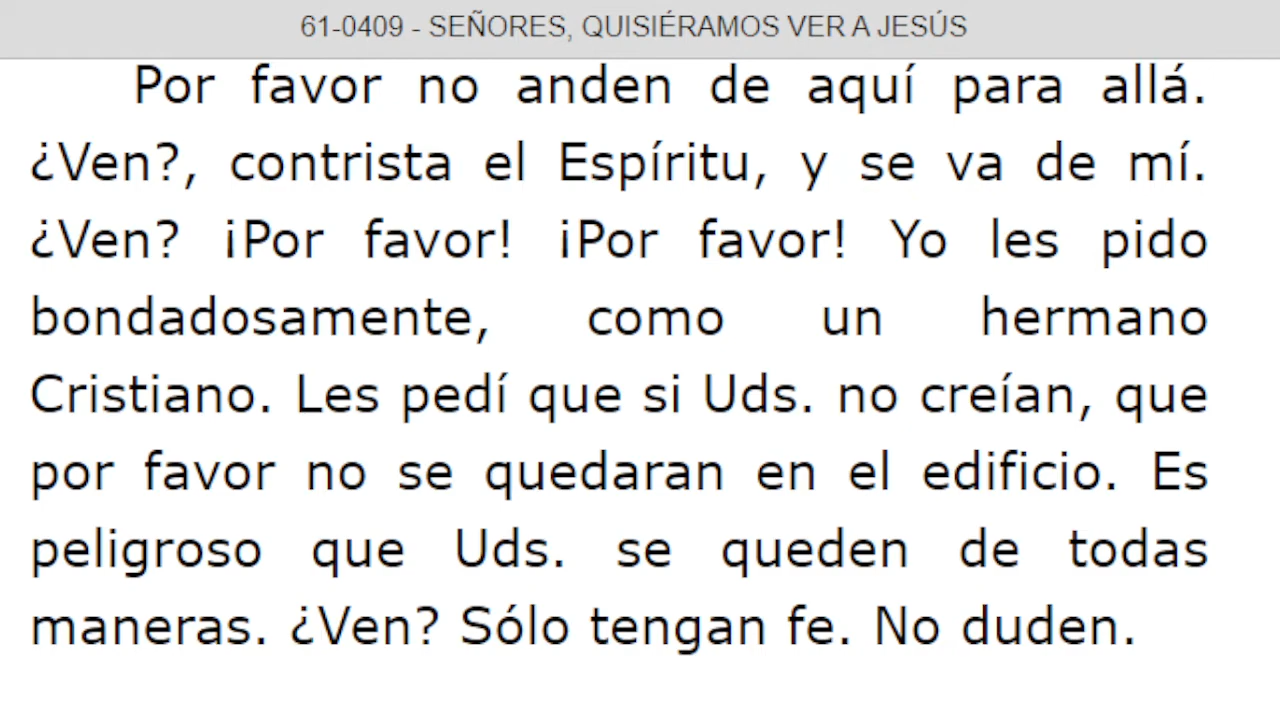 61-0409 - SEÑORES, QUISIÉRAMOS VER A JESÚS
Por favor no anden de aquí para allá.
¿Ven?, contrista el Espíritu, y se va de mí.
¿Ven? ¡Por favor! ¡Por favor! Yo les pido
bondadosamente, como un hermano
Cristiano. Les pedí que si Uds. no creían, que
por favor no se quedaran en el edificio. Es
peligroso que Uds. se queden de todas
maneras. ¿Ven? Sólo tengan fe. No duden.